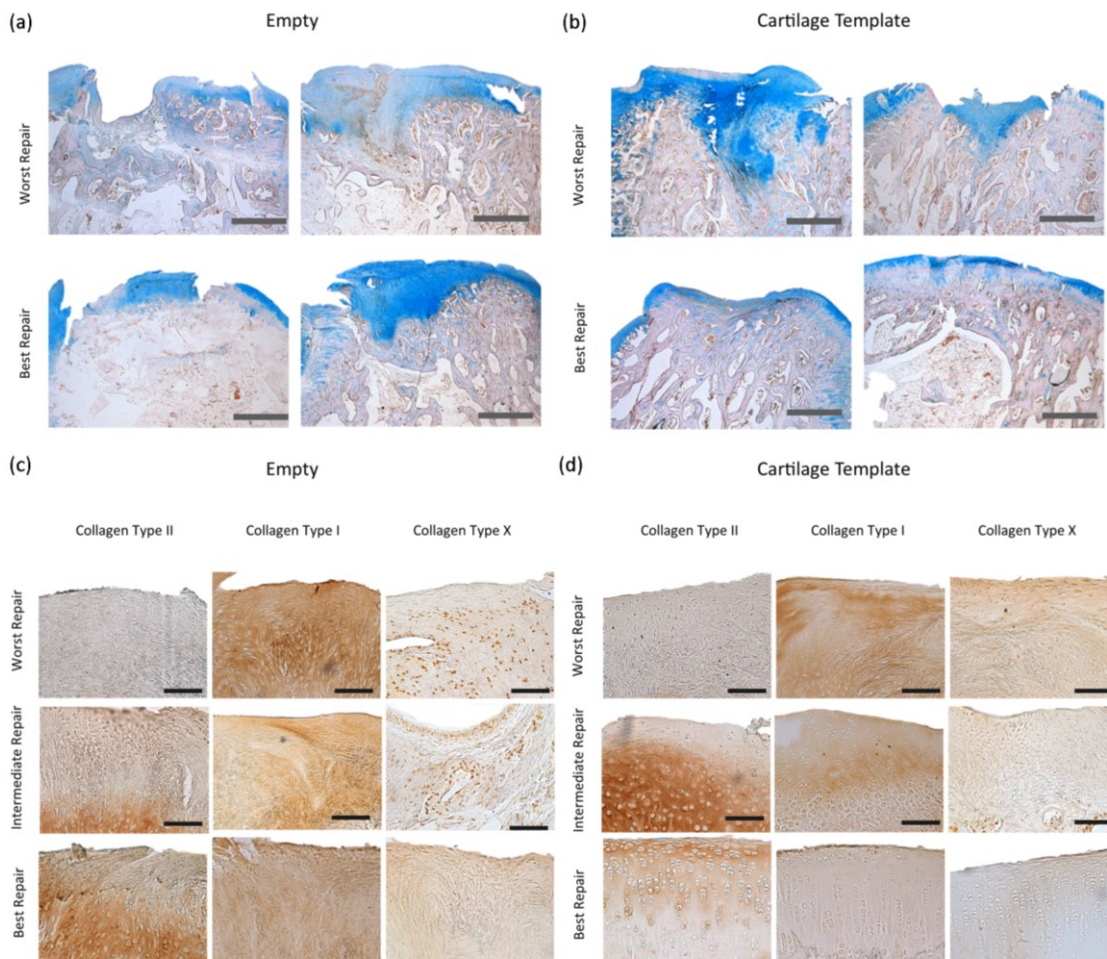 (a)
Empty
(b)
Cartilage Template
Worst Repair
Worst Repair
Best Repair
Best Repair
(c)
Empty
(d)
Cartilage Template
Collagen Type II
Collagen Type I
Collagen Type X
Collagen Type II
Collagen Type I
Collagen Type X
Worst Repair
Worst Repair
Intermediate Repair
Intermediate Repair
Best Repair
Best Repair